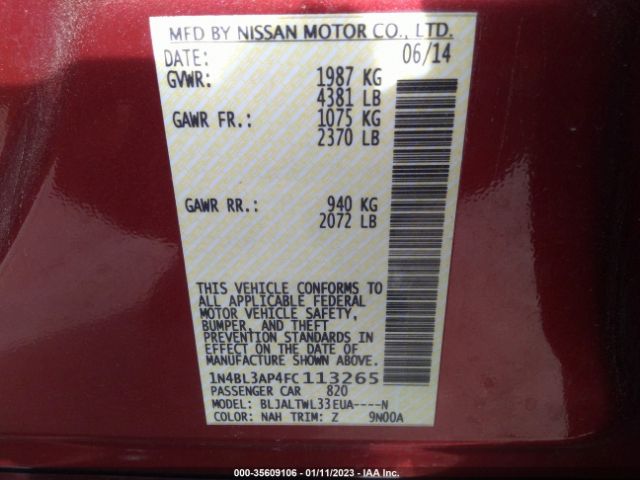 MFD BY NISSAN MOTOR CO., LTD.
DATE: 06/14
GVWR: 1987 KG
4381 LB
GAWR FR.: 1075 KG
2370 LB
GAWR RR.: 940 KG
2072 LB
THIS VEHICLE CONFORMS TO
ALL APPLICABLE FEDERAL
MOTOR VEHICLE SAFETY,
BUMPER, AND THEFT
PREVENTION STANDARDS
IN EFFECT ON THE DATE OF
MANUFACTURE SHOWN ABOVE.
1N4BL3AP4FC113265
PASSENGER CAR 820
MODEL: BLJALTWL33EUA----N
COLOR: NAH TRIM: Z 9N00A
000-35609106 - 01/11/2023 - IAA Inc.